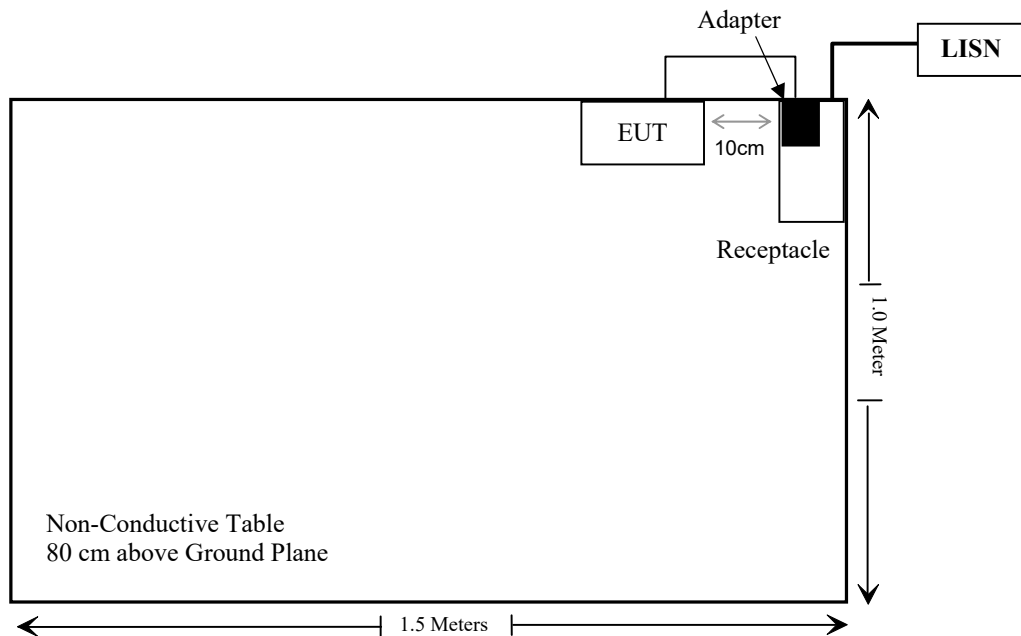 Adapter
LISN
EUT
10cm
Receptacle
1.0 Meter
Non-Conductive Table
80 cm above Ground Plane
1.5 Meters